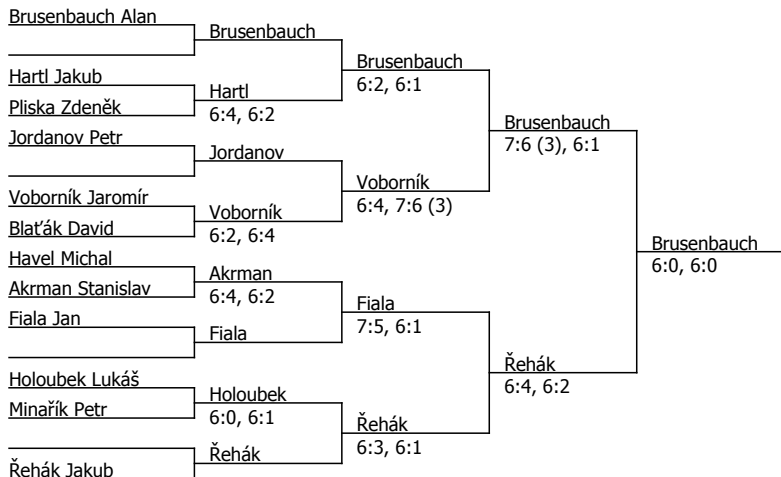 Brusenbauch Alan
Brusenbauch
Brusenbauch
6:2, 6:1
Hartl Jakub
Hartl
6:4, 6:2
Pliska Zdeněk
Brusenbauch
7:6 (3), 6:1
Jordanov Petr
Jordanov
Voborník
6:4, 7:6 (3)
Voborník Jaromír
Voborník
6:2, 6:4
Blaťák David
Brusenbauch
6:0, 6:0
Havel Michal
Akrman
6:4, 6:2
Akrman Stanislav
Fiala
7:5, 6:1
Fiala Jan
Fiala
Řehák
6:4, 6:2
Holoubek Lukáš
Holoubek
6:0, 6:1
Minařík Petr
Řehák
6:3, 6:1
Řehák
Řehák Jakub